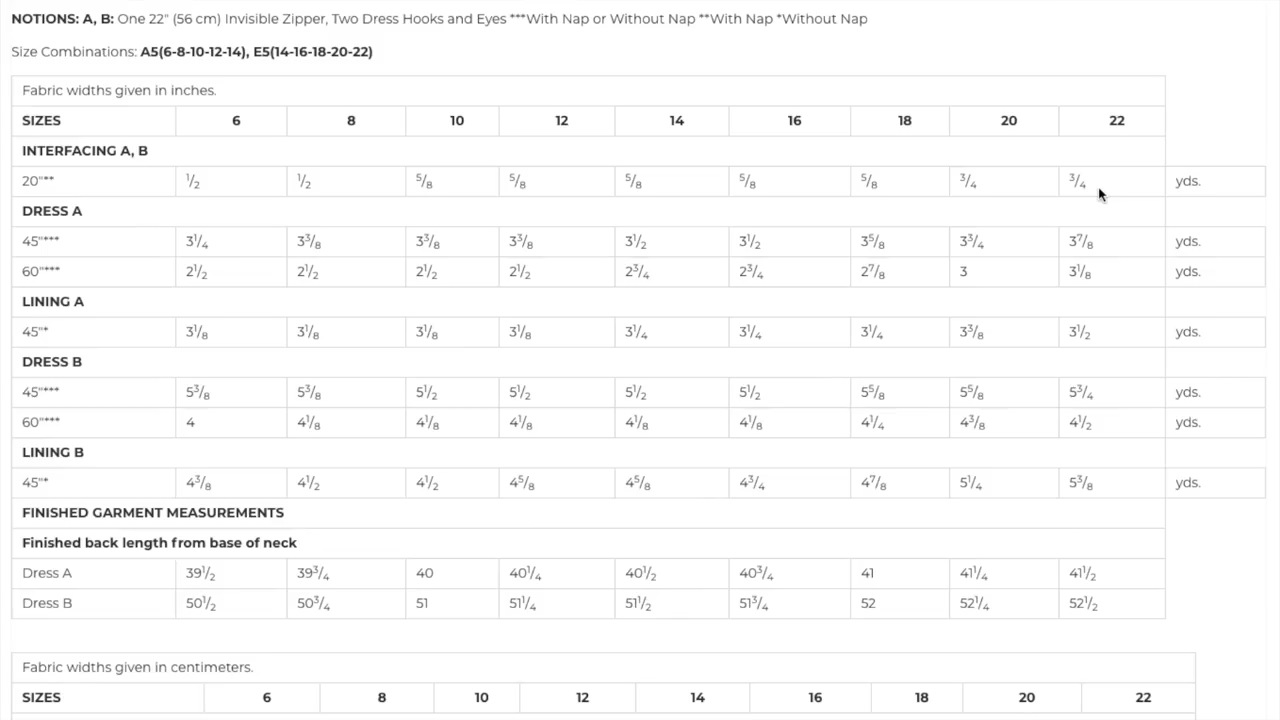 NOTIONS: A, B: One 22" (56 cm) Invisible Zipper, Two Dress Hooks and Eyes ***With Nap or Without Nap **With Nap *Without Nap
Size Combinations: A5(6-8-10-12-14), E5(14-16-18-20-22)
Fabric widths given in inches.
SIZES 6 8 10 12 14 16 18 20 22
INTERFACING A, B
20"** 1/2 1/2 5/8 5/8 5/8 5/8 5/8 3/4 3/4 yds.
DRESS A
45"*** 3 1/4 3 3/8 3 3/8 3 3/8 3 1/2 3 1/2 3 5/8 3 3/4 3 7/8 yds.
60"*** 2 1/2 2 1/2 2 1/2 2 1/2 2 3/4 2 3/4 2 7/8 3 3 1/8 yds.
LINING A
45"* 3 1/8 3 1/8 3 1/8 3 1/8 3 1/4 3 1/4 3 1/4 3 3/8 3 1/2 yds.
DRESS B
45"*** 5 3/8 5 3/8 5 1/2 5 1/2 5 1/2 5 1/2 5 5/8 5 5/8 5 3/4 yds.
60"*** 4 4 1/8 4 1/8 4 1/8 4 1/8 4 1/8 4 1/4 4 3/8 4 1/2 yds.
LINING B
45"* 4 3/8 4 1/2 4 1/2 4 5/8 4 5/8 4 3/4 4 7/8 5 1/4 5 3/8 yds.
FINISHED GARMENT MEASUREMENTS
Finished back length from base of neck
Dress A 39 1/2 39 3/4 40 40 1/4 40 1/2 40 3/4 41 41 1/4 41 1/2
Dress B 50 1/2 50 3/4 51 51 1/4 51 1/2 51 3/4 52 52 1/4 52 1/2
Fabric widths given in centimeters.
SIZES 6 8 10 12 14 16 18 20 22